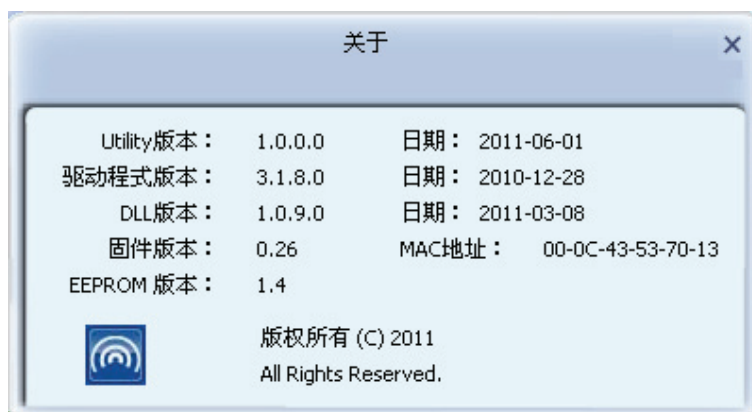 关于
Utility版本： 1.0.0.0 日期： 2011-06-01
驱动程式版本： 3.1.8.0 日期： 2010-12-28
DLL版本： 1.0.9.0 日期： 2011-03-08
固件版本： 0.26 MAC地址： 00-0C-43-53-70-13
EEPROM 版本： 1.4
版权所有 (C) 2011
All Rights Reserved.